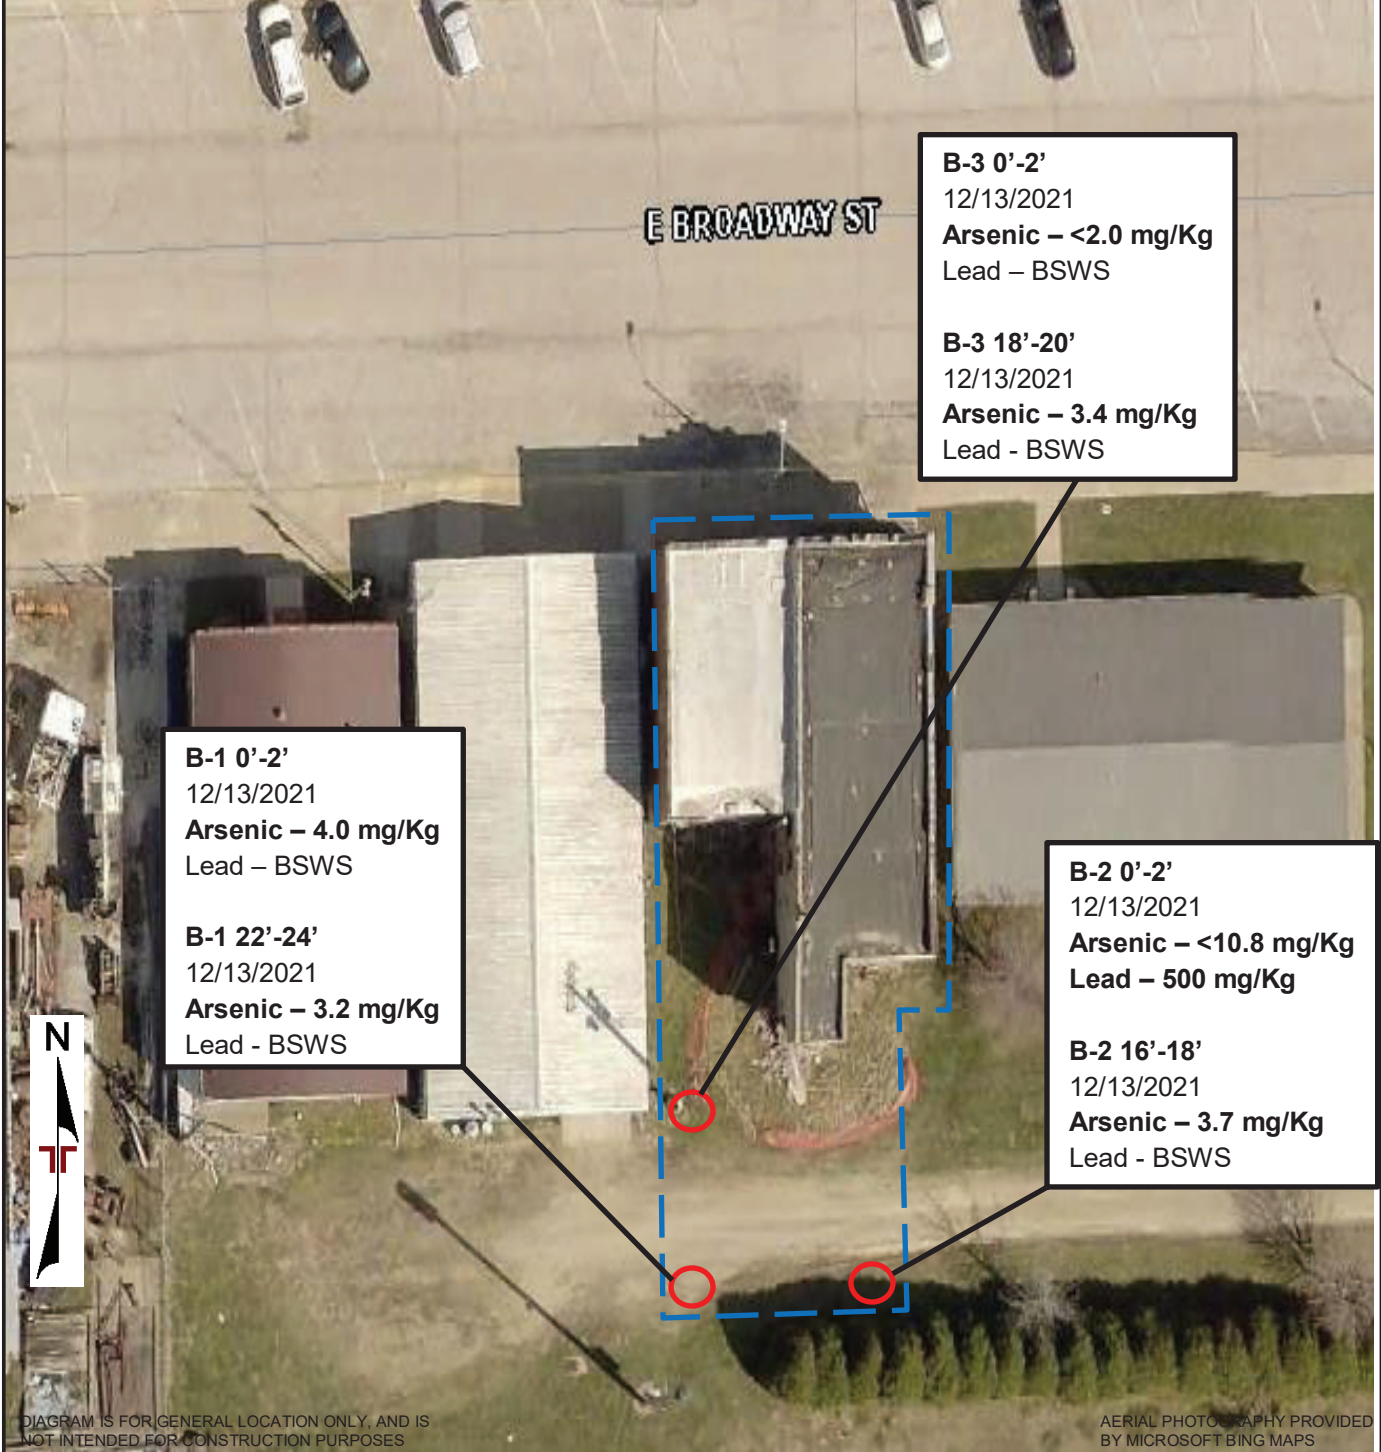 E BROADWAY ST
B-3 0’-2’
12/13/2021
Arsenic – <2.0 mg/Kg
Lead – BSWS
B-3 18’-20’
12/13/2021
Arsenic – 3.4 mg/Kg
Lead - BSWS
B-1 0’-2’
12/13/2021
Arsenic – 4.0 mg/Kg
Lead – BSWS
B-1 22’-24’
12/13/2021
Arsenic – 3.2 mg/Kg
Lead - BSWS
B-2 0’-2’
12/13/2021
Arsenic – <10.8 mg/Kg
Lead – 500 mg/Kg
B-2 16’-18’
12/13/2021
Arsenic – 3.7 mg/Kg
Lead - BSWS
N
DIAGRAM IS FOR GENERAL LOCATION ONLY, AND IS
NOT INTENDED FOR CONSTRUCTION PURPOSES
AERIAL PHOTOGRAPHY PROVIDED
BY MICROSOFT BING MAPS